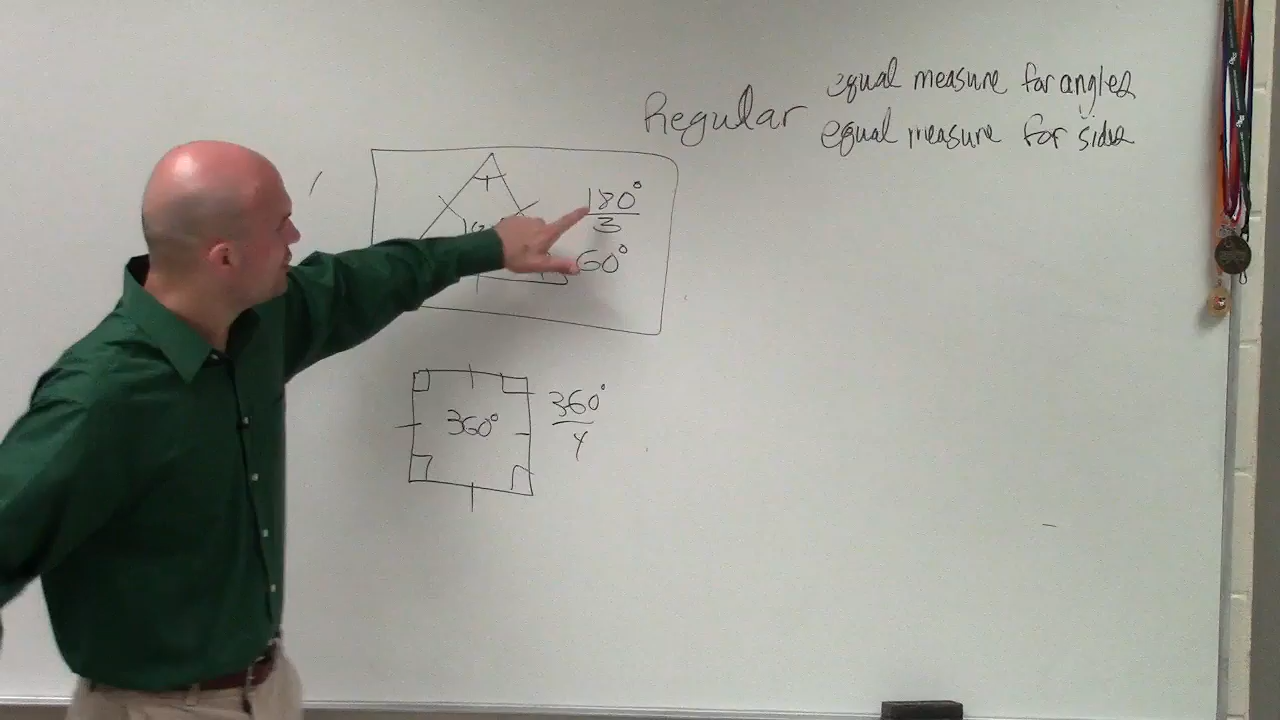 Regular
equal measure for angles
equal measure for sides
180°
3
60°
360°
360°
4